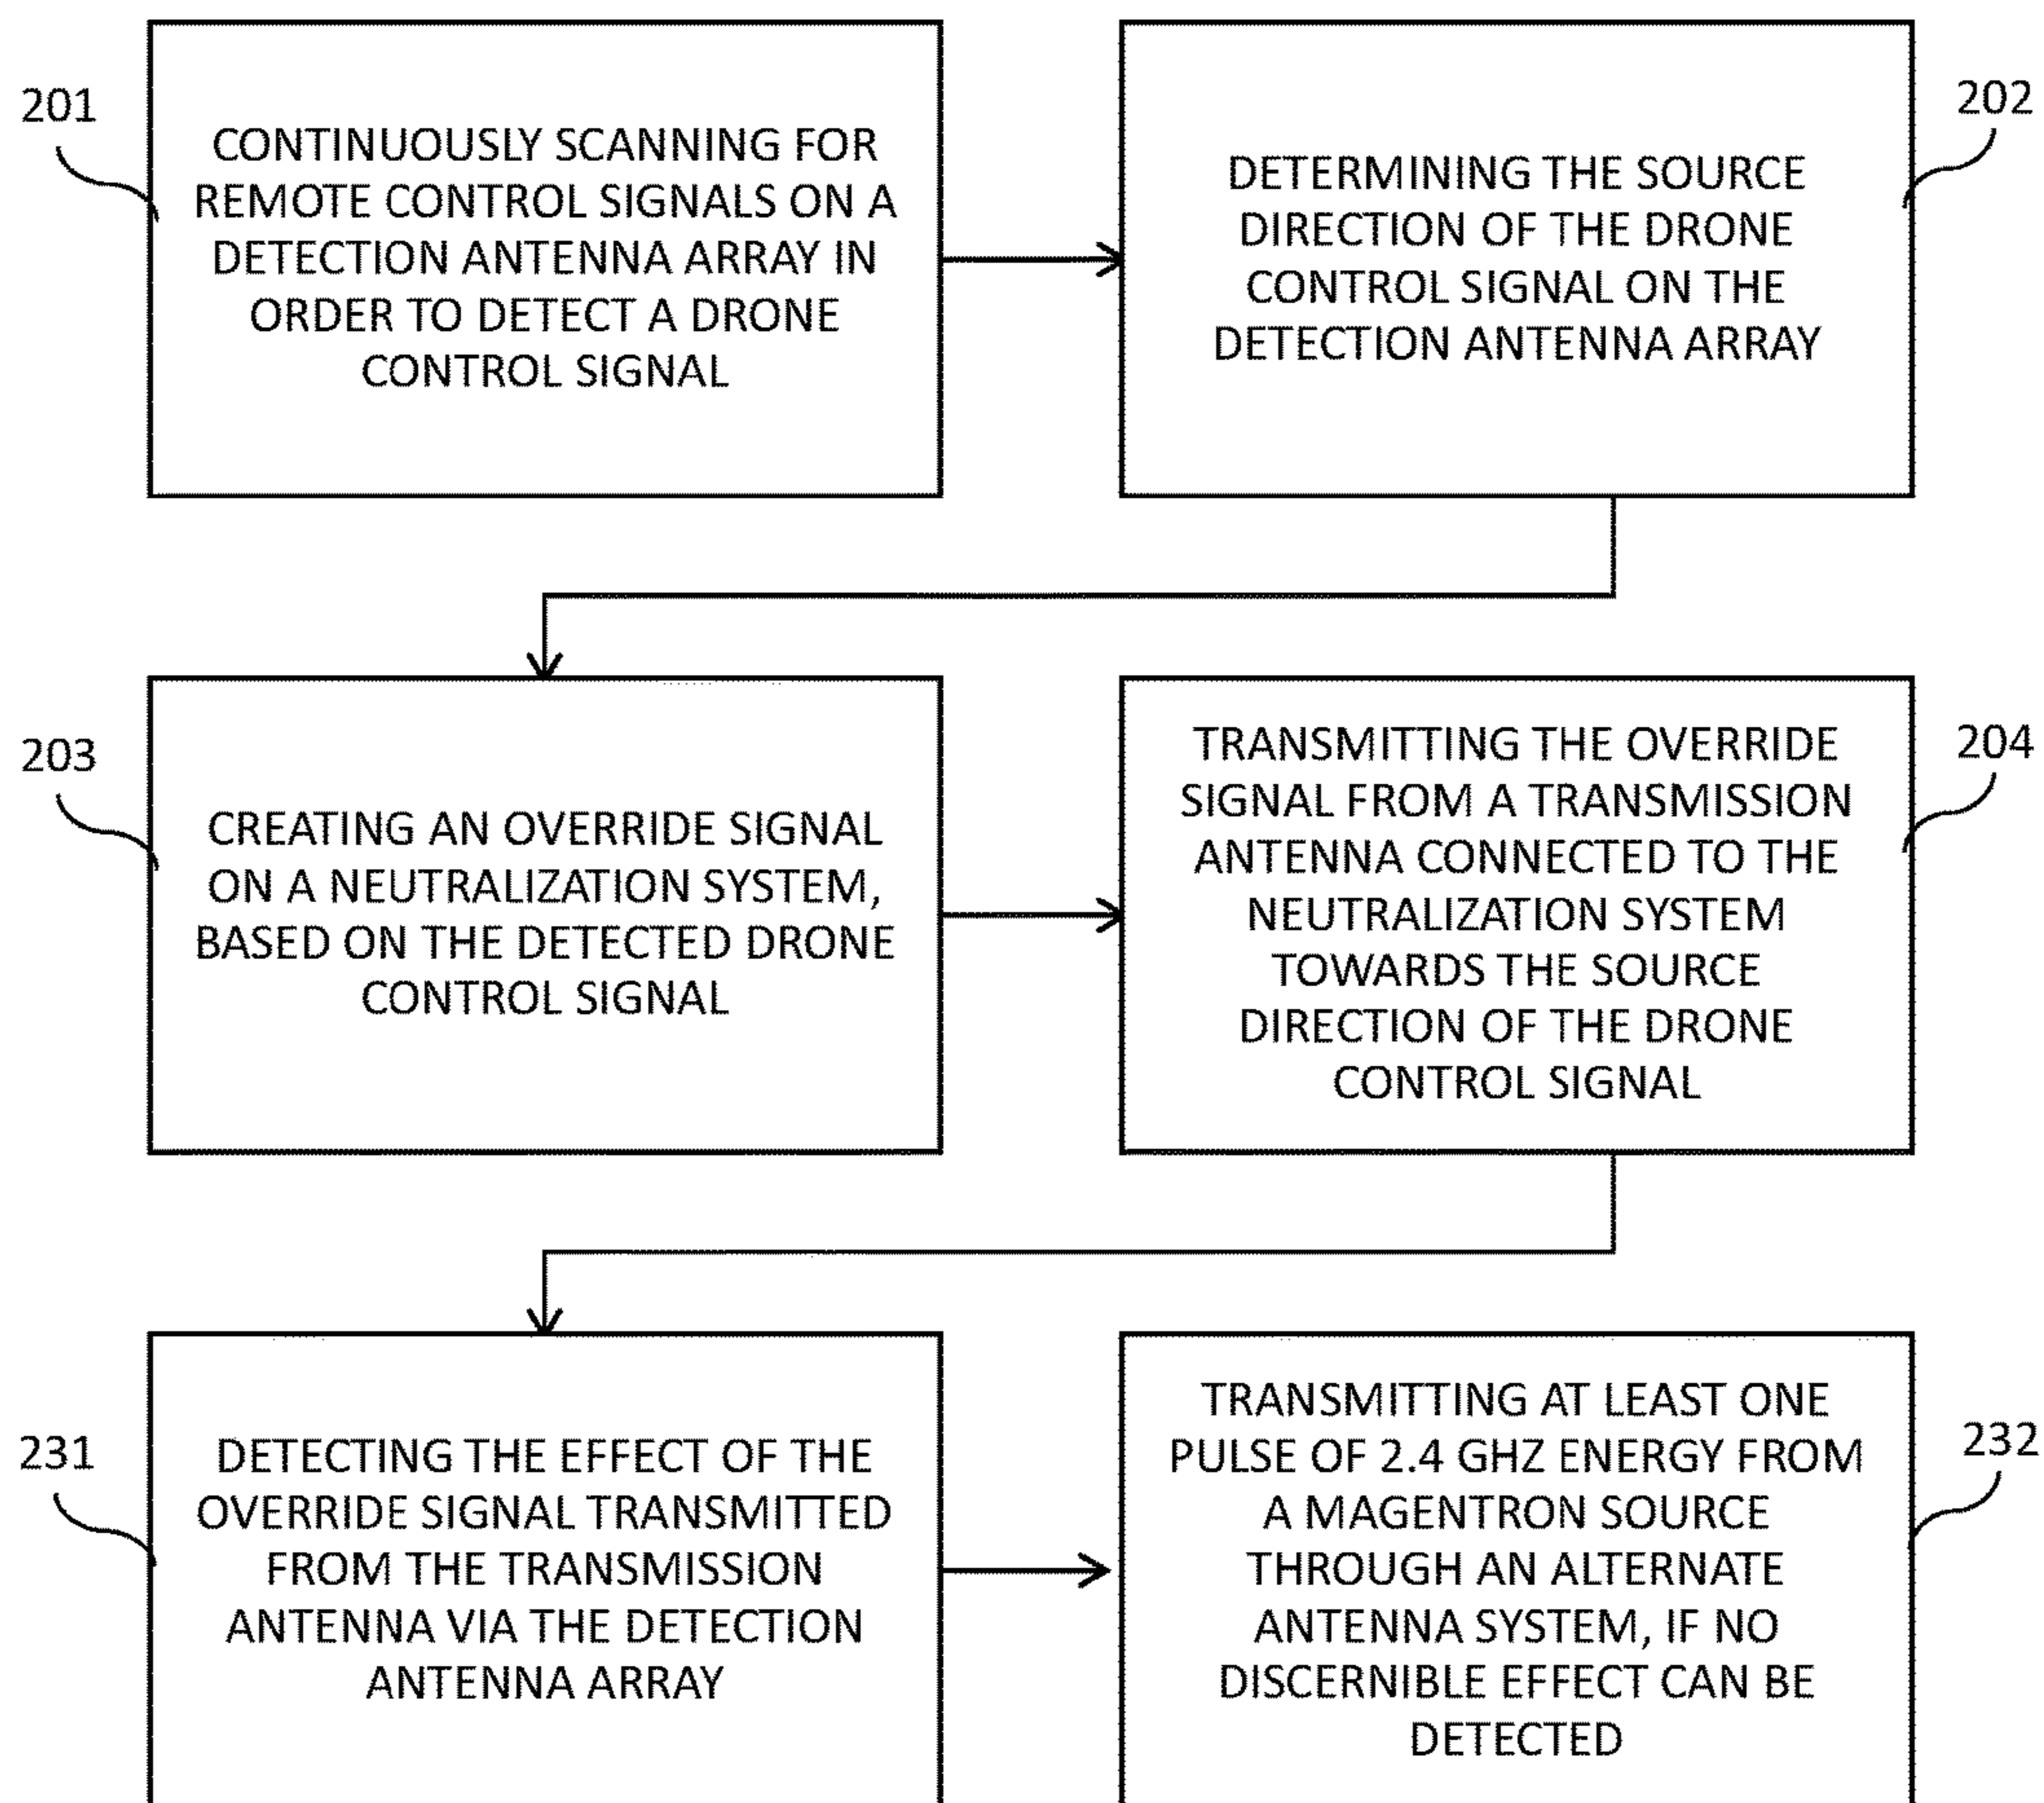 201
CONTINUOUSLY SCANNING FOR
REMOTE CONTROL SIGNALS ON A
DETECTION ANTENNA ARRAY IN
ORDER TO DETECT A DRONE
CONTROL SIGNAL
202
DETERMINING THE SOURCE
DIRECTION OF THE DRONE
CONTROL SIGNAL ON THE
DETECTION ANTENNA ARRAY
203
CREATING AN OVERRIDE SIGNAL
ON A NEUTRALIZATION SYSTEM,
BASED ON THE DETECTED DRONE
CONTROL SIGNAL
204
TRANSMITTING THE OVERRIDE
SIGNAL FROM A TRANSMISSION
ANTENNA CONNECTED TO THE
NEUTRALIZATION SYSTEM
TOWARDS THE SOURCE
DIRECTION OF THE DRONE
CONTROL SIGNAL
231
DETECTING THE EFFECT OF THE
OVERRIDE SIGNAL TRANSMITTED
FROM THE TRANSMISSION
ANTENNA VIA THE DETECTION
ANTENNA ARRAY
232
TRANSMITTING AT LEAST ONE
PULSE OF 2.4 GHZ ENERGY FROM
A MAGENTRON SOURCE
THROUGH AN ALTERNATE
ANTENNA SYSTEM, IF NO
DISCERNIBLE EFFECT CAN BE
DETECTED